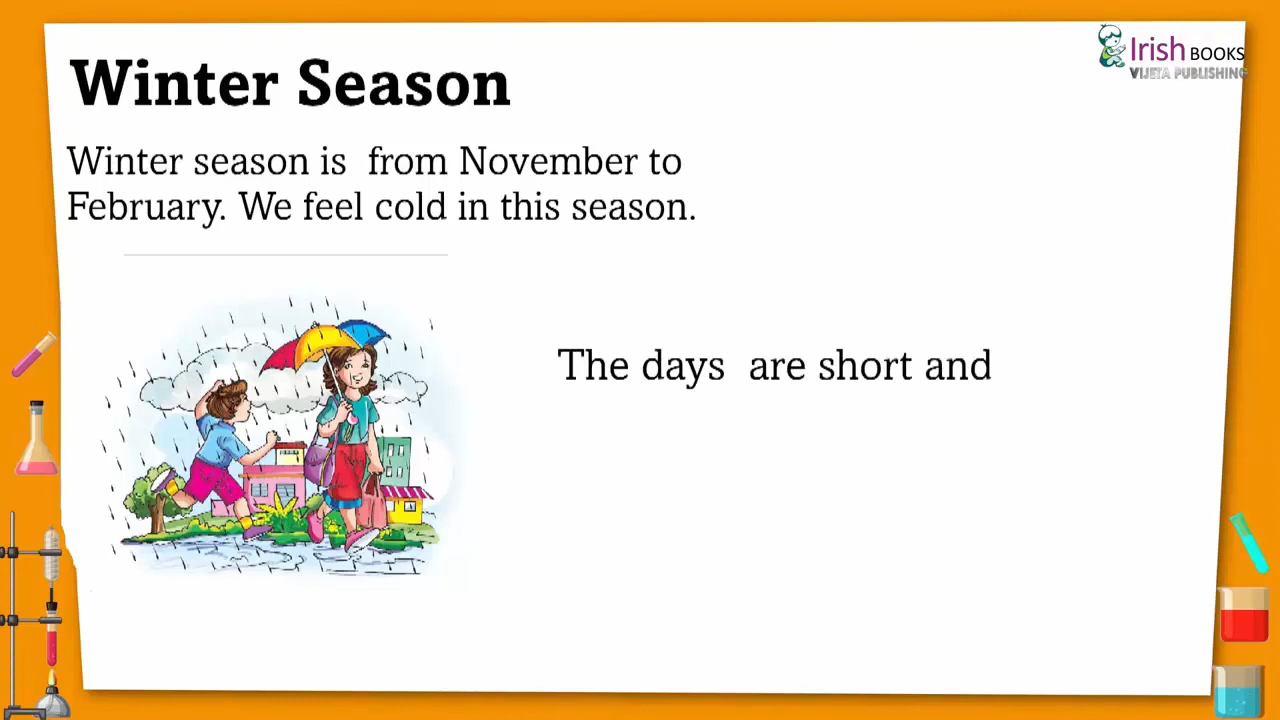 Irish BOOKS
VIJETA PUBLISHING
Winter Season
Winter season is from November to
February. We feel cold in this season.
The days are short and